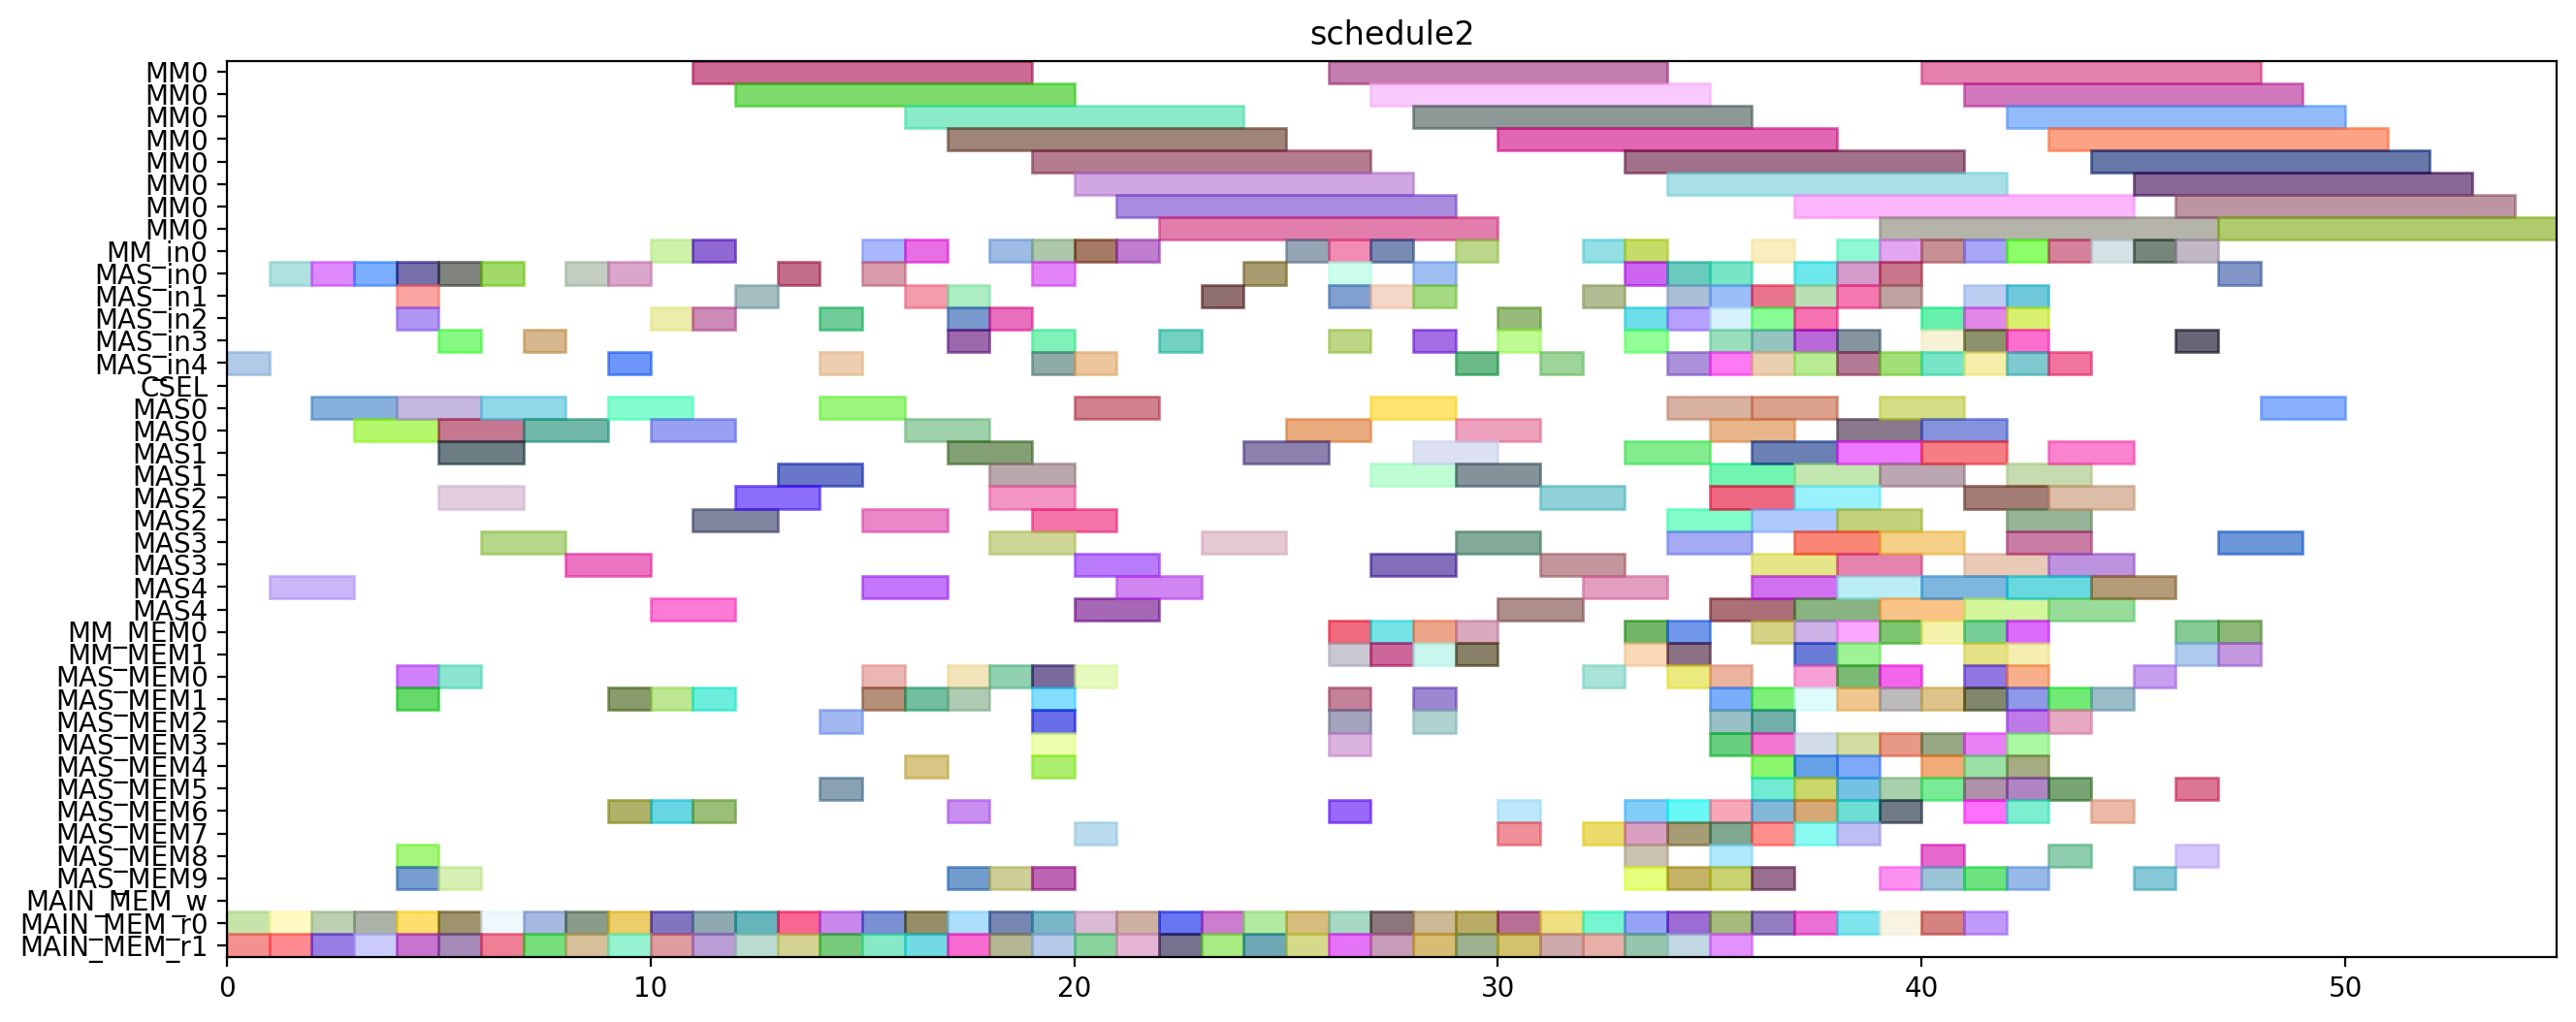 schedule2
MM0
MM0
MM0
MM0
MM0
MM0
MM0
MM0
MM_in0
MAS_in0
MAS_in1
MAS_in2
MAS_in3
MAS_in4
CSEL
MAS0
MAS0
MAS1
MAS1
MAS2
MAS2
MAS3
MAS3
MAS4
MAS4
MM_MEM0
MM_MEM1
MAS_MEM0
MAS_MEM1
MAS_MEM2
MAS_MEM3
MAS_MEM4
MAS_MEM5
MAS_MEM6
MAS_MEM7
MAS_MEM8
MAS_MEM9
MAIN_MEM_w
MAIN_MEM_r0
MAIN_MEM_r1
0 10 20 30 40 50